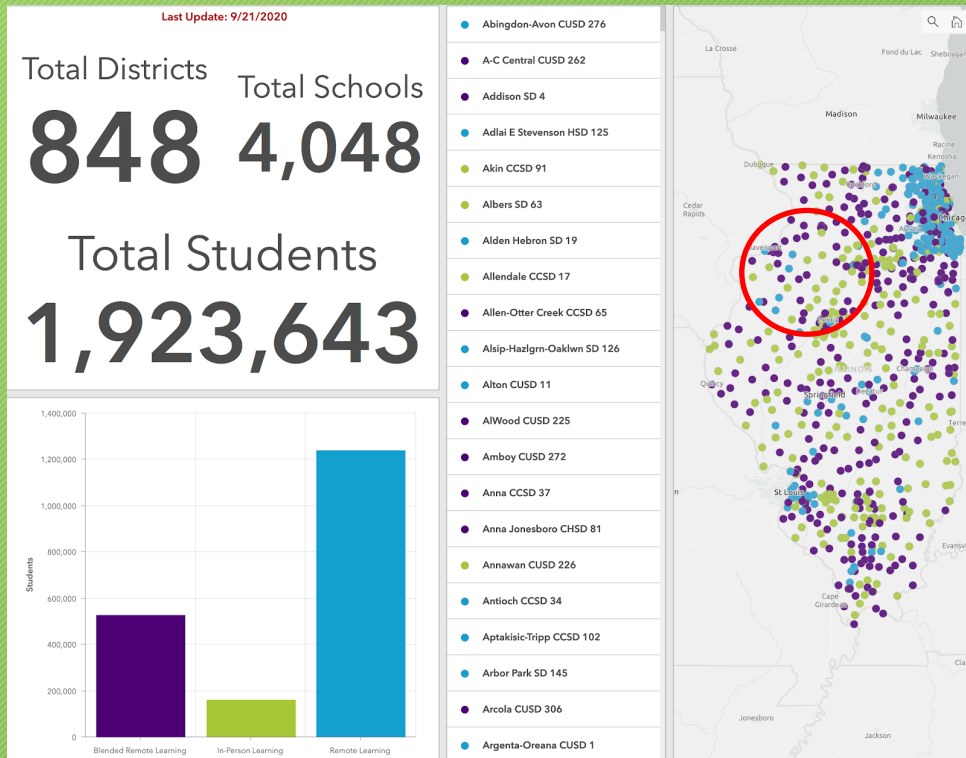 Last Update: 9/21/2020
Total Districts
848
Total Schools
4,048
Total Students
1,923,643
1,400,000
1,200,000
1,000,000
800,000
600,000
400,000
200,000
0
Students
Blended Remote Learning
In-Person Learning
Remote Learning
Abingdon-Avon CUSD 276
A-C Central CUSD 262
Addison SD 4
Adlai E Stevenson HSD 125
Akin CCSD 91
Albers SD 63
Alden Hebron SD 19
Allendale CCSD 17
Allen-Otter Creek CCSD 65
Alsip-Hazlgrn-Oaklwn SD 126
Alton CUSD 11
AlWood CUSD 225
Amboy CUSD 272
Anna CCSD 37
Anna Jonesboro CHSD 81
Annawan CUSD 226
Antioch CCSD 34
Aptakisic-Tripp CCSD 102
Arbor Park SD 145
Arcola CUSD 306
Argenta-Oreana CUSD 1
La Crosse
Fond du Lac
Sheboygan
Madison
Milwaukee
Racine
Kenosha
Dubuque
Waukegan
Cedar
Rapids
Chicag
Davenport
ILLINOIS
Champaign
Quincy
Springfield
Decatur
Terre
St Louis
n
Evansvi
Cape
Girardeau
Cla
Jonesboro
Jackson